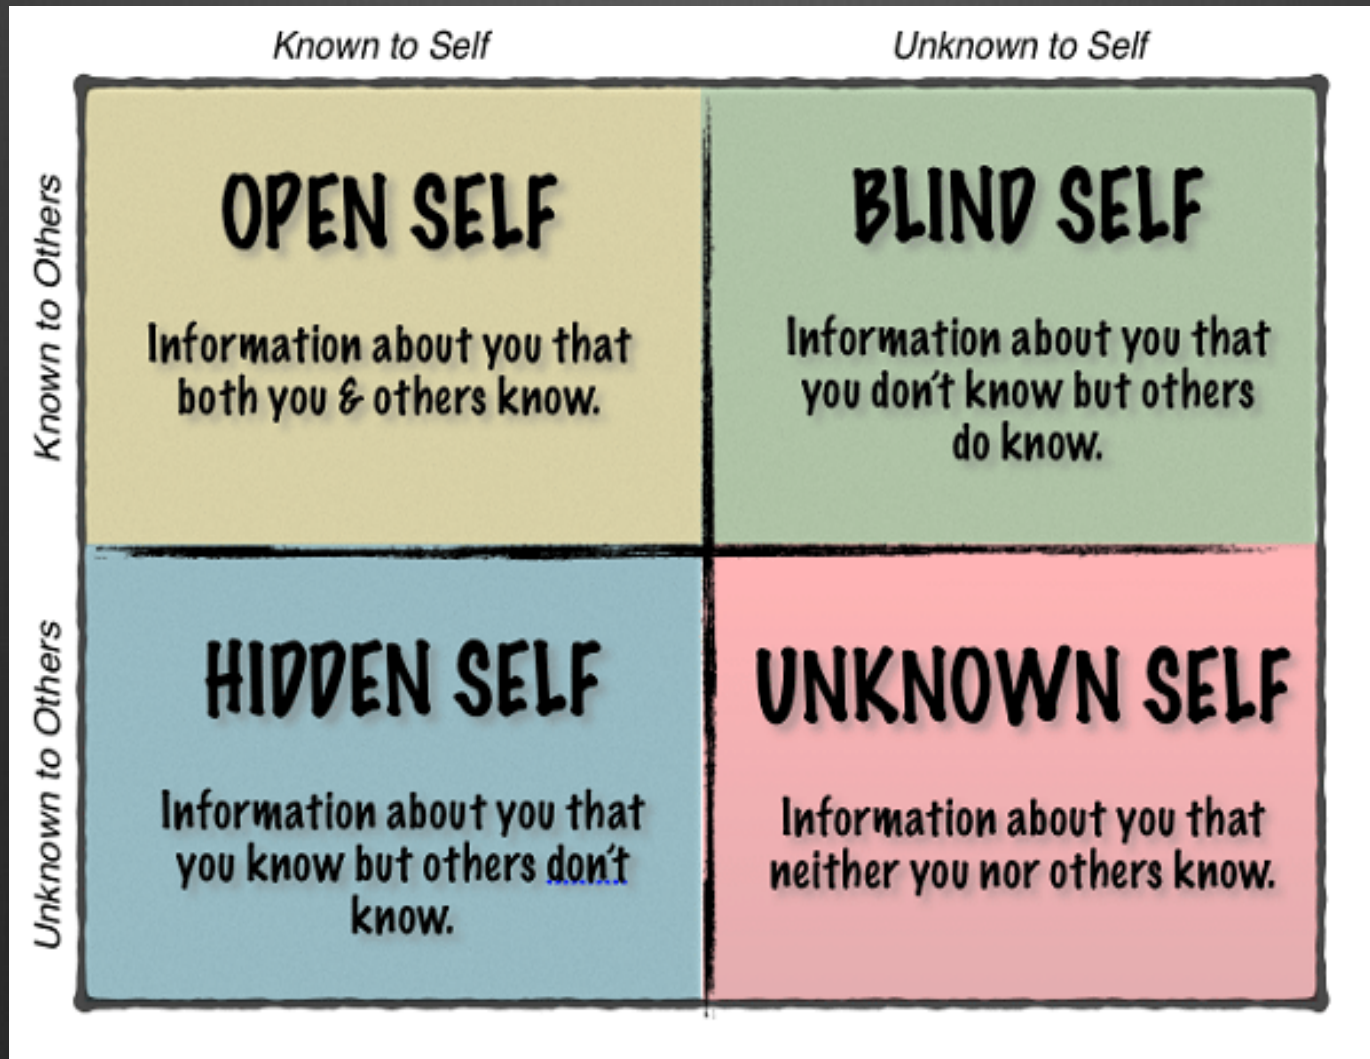 Known to Self
Unknown to Self
Known to Others
OPEN SELF
Information about you that
both you & others know.
BLIND SELF
Information about you that
you don't know but others
do know.
Unknown to Others
HIDDEN SELF
Information about you that
you know but others don't
know.
UNKNOWN SELF
Information about you that
neither you nor others know.